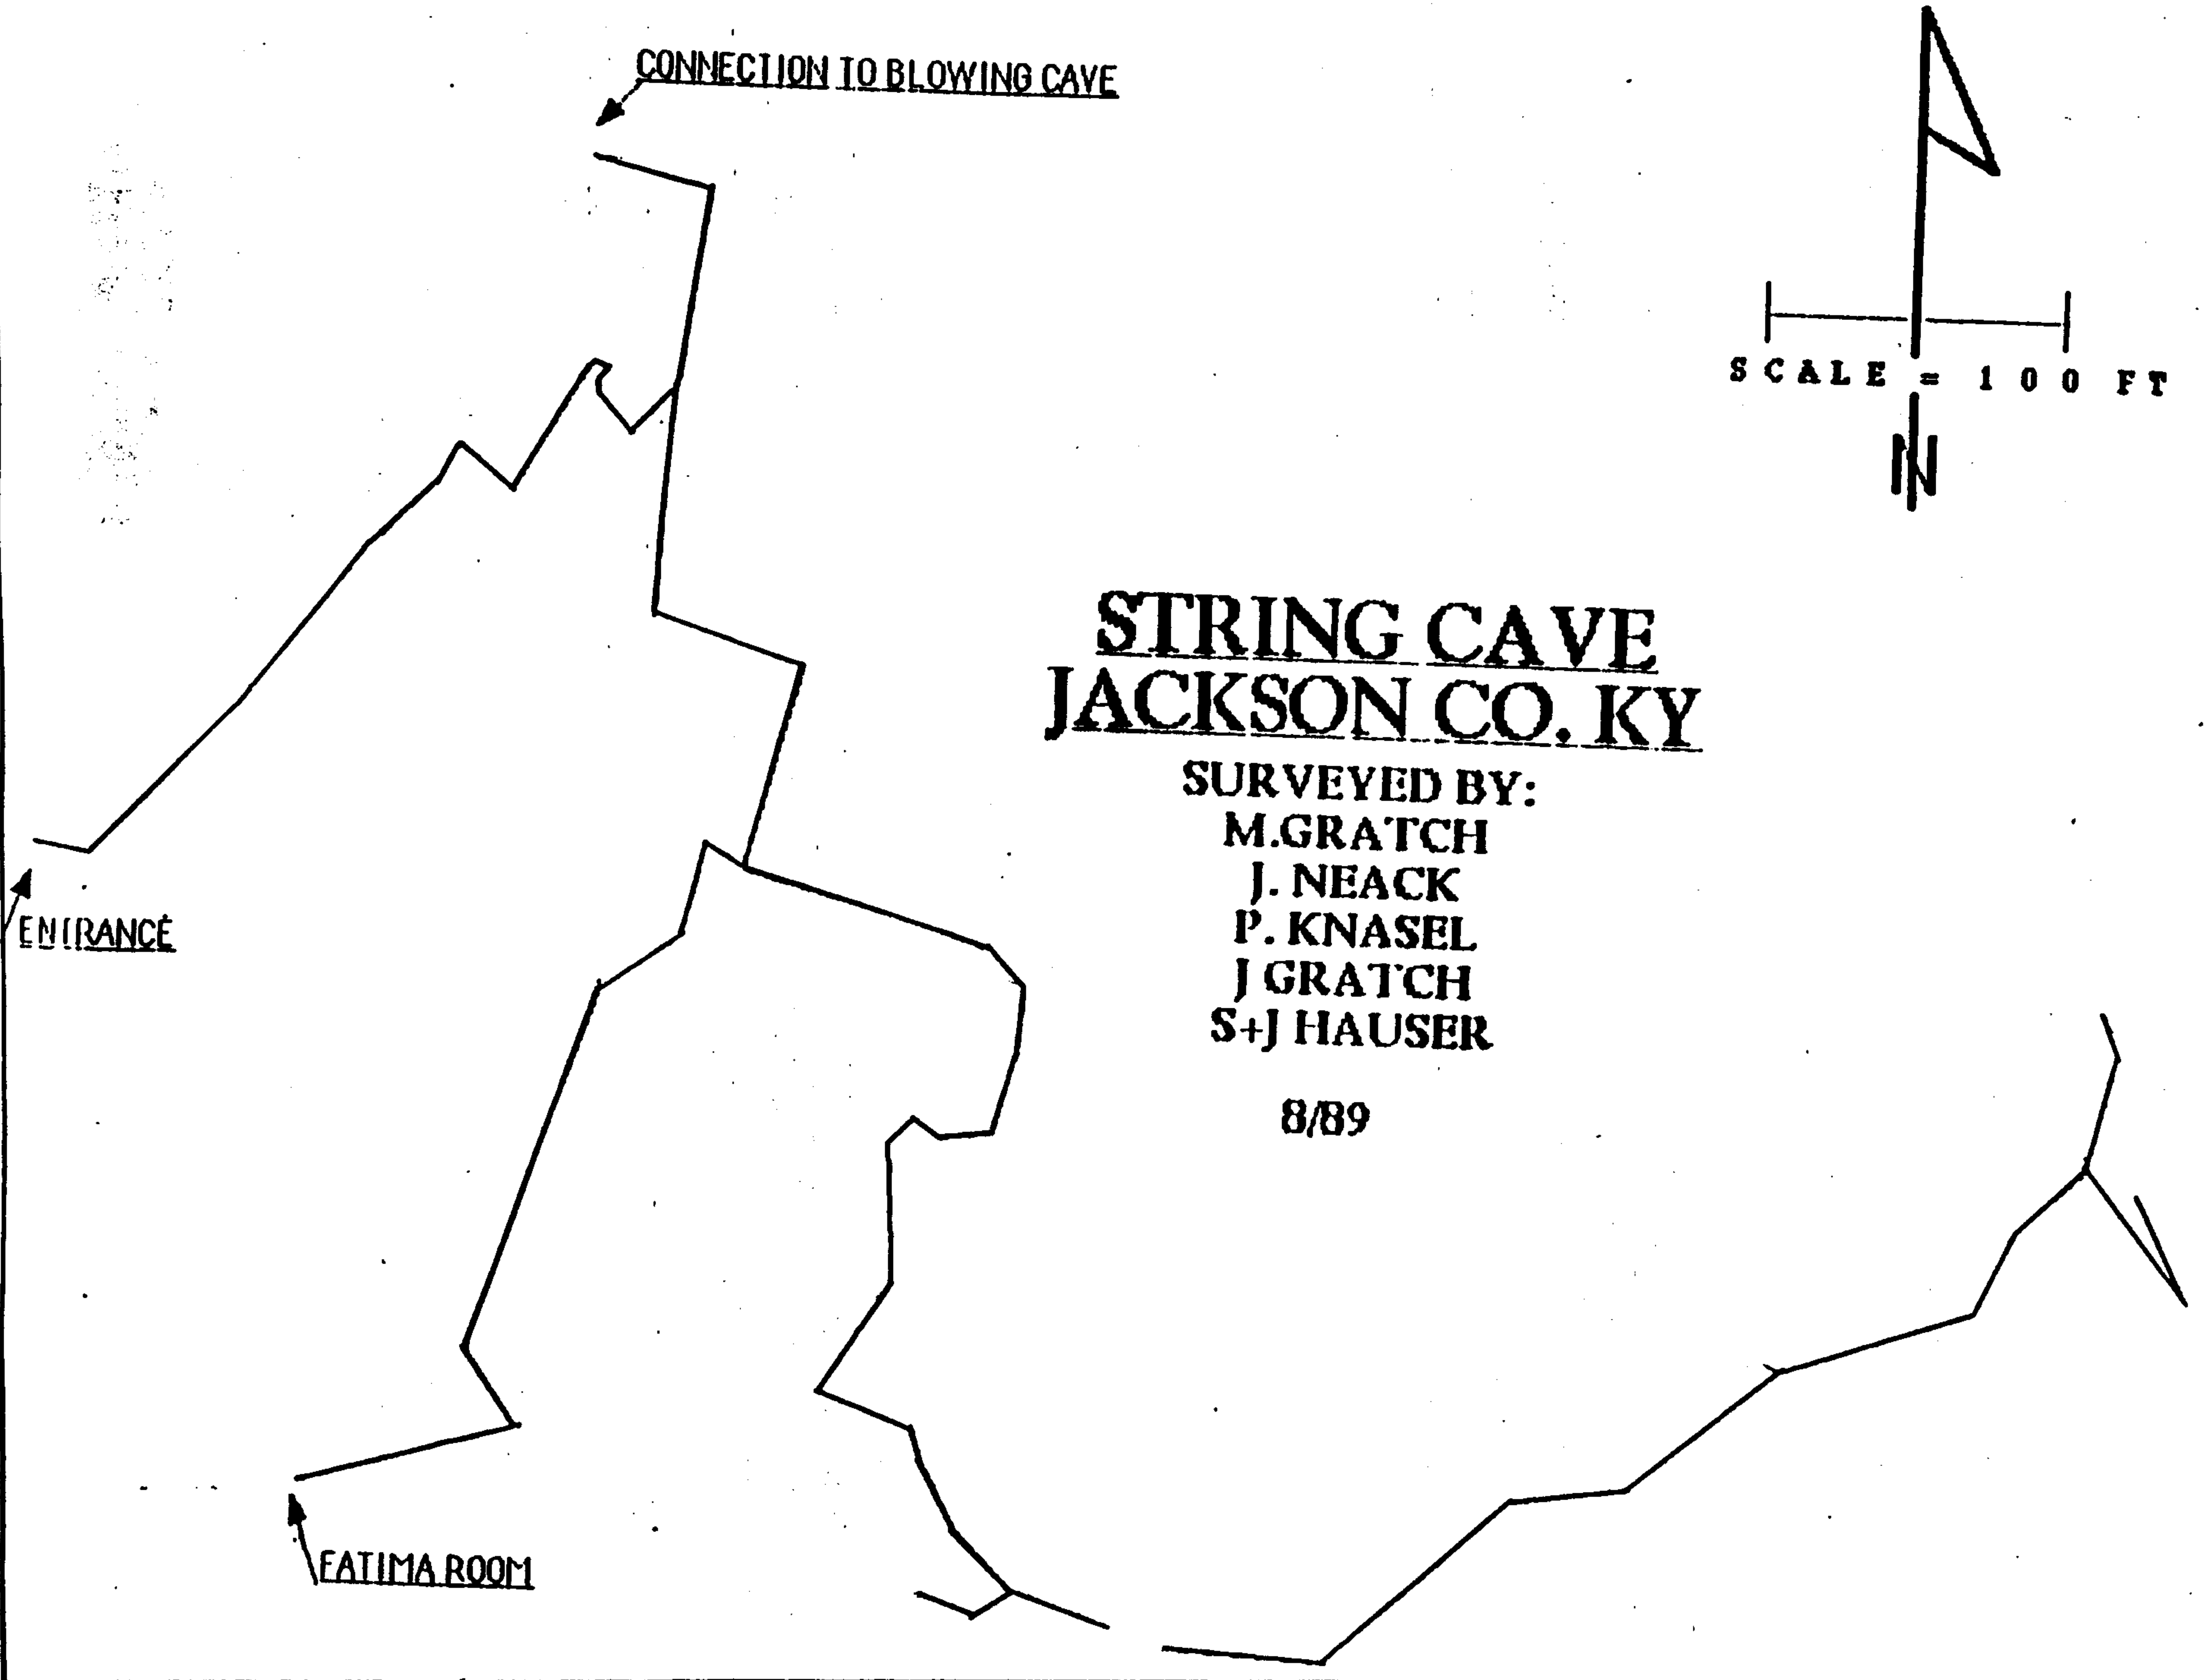 CONNECTION TO BLOWING CAVE
SCALE = 100 FT
N
STRING CAVE
JACKSON CO. KY
SURVEYED BY:
M.GRATCH
J. NEACK
P. KNASEL
J GRATCH
S+J HAUSER
8/89
ENTRANCE
FATIMA ROOM